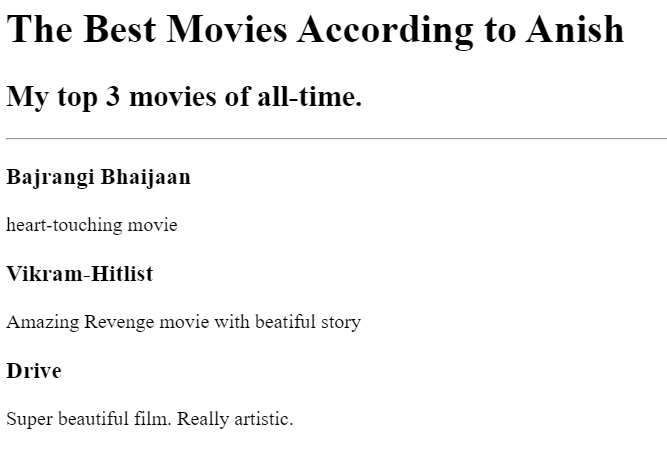 The Best Movies According to Anish
My top 3 movies of all-time.
Bajrangi Bhaijaan
heart-touching movie
Vikram-Hitlist
Amazing Revenge movie with beatiful story
Drive
Super beautiful film. Really artistic.